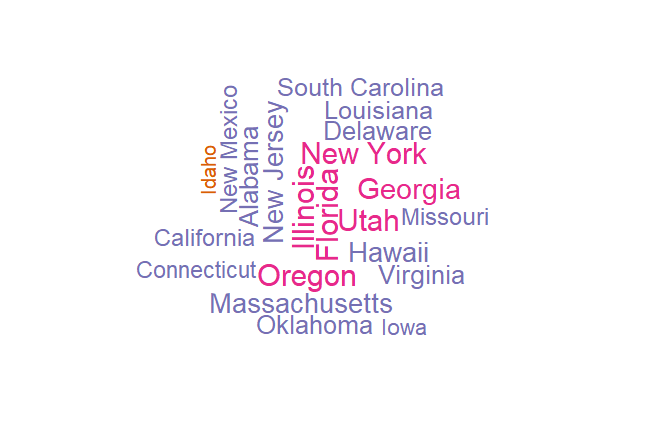 South Carolina
Louisiana
Delaware
New York
Idaho
New Mexico
Alabama
New Jersey
Illinois
Florida
Georgia
Utah
Missouri
California
Hawaii
Connecticut
Oregon
Virginia
Massachusetts
Oklahoma
Iowa